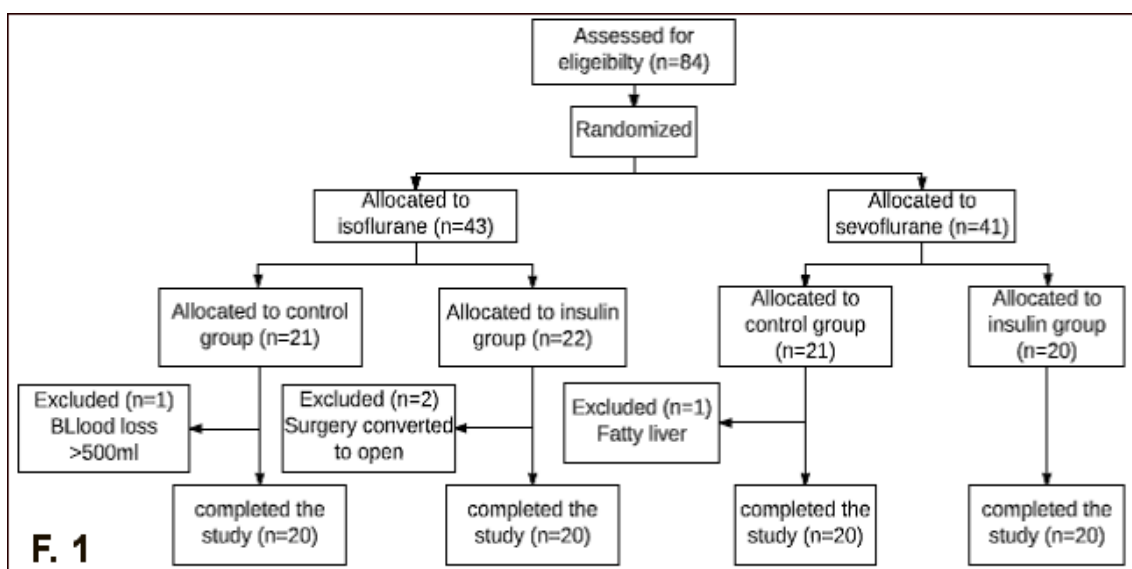 Assessed for
eligeibilty (n=84)
Randomized
Allocated to
isoflurane (n=43)
Allocated to
sevoflurane (n=41)
Allocated to control
group (n=21)
Allocated to insulin
group (n=22)
Allocated to
control group
(n=21)
Allocated to
insulin group
(n=20)
Excluded (n=1)
BLlood loss
>500ml
Excluded (n=2)
Surgery converted
to open
Excluded (n=1)
Fatty liver
completed the
study (n=20)
completed the
study (n=20)
completed the
study (n=20)
completed the
study (n=20)
F. 1